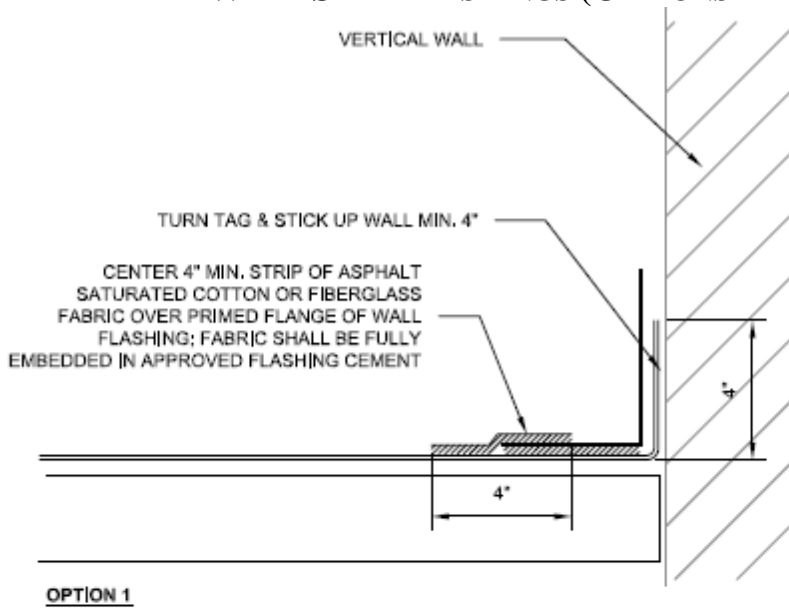 VERTICAL WALL
TURN TAG & STICK UP WALL MIN. 4"
CENTER 4" MIN. STRIP OF ASPHALT
SATURATED COTTON OR FIBERGLASS
FABRIC OVER PRIMED FLANGE OF WALL
FLASHING; FABRIC SHALL BE FULLY
EMBEDDED IN APPROVED FLASHING CEMENT
4"
4"
OPTION 1